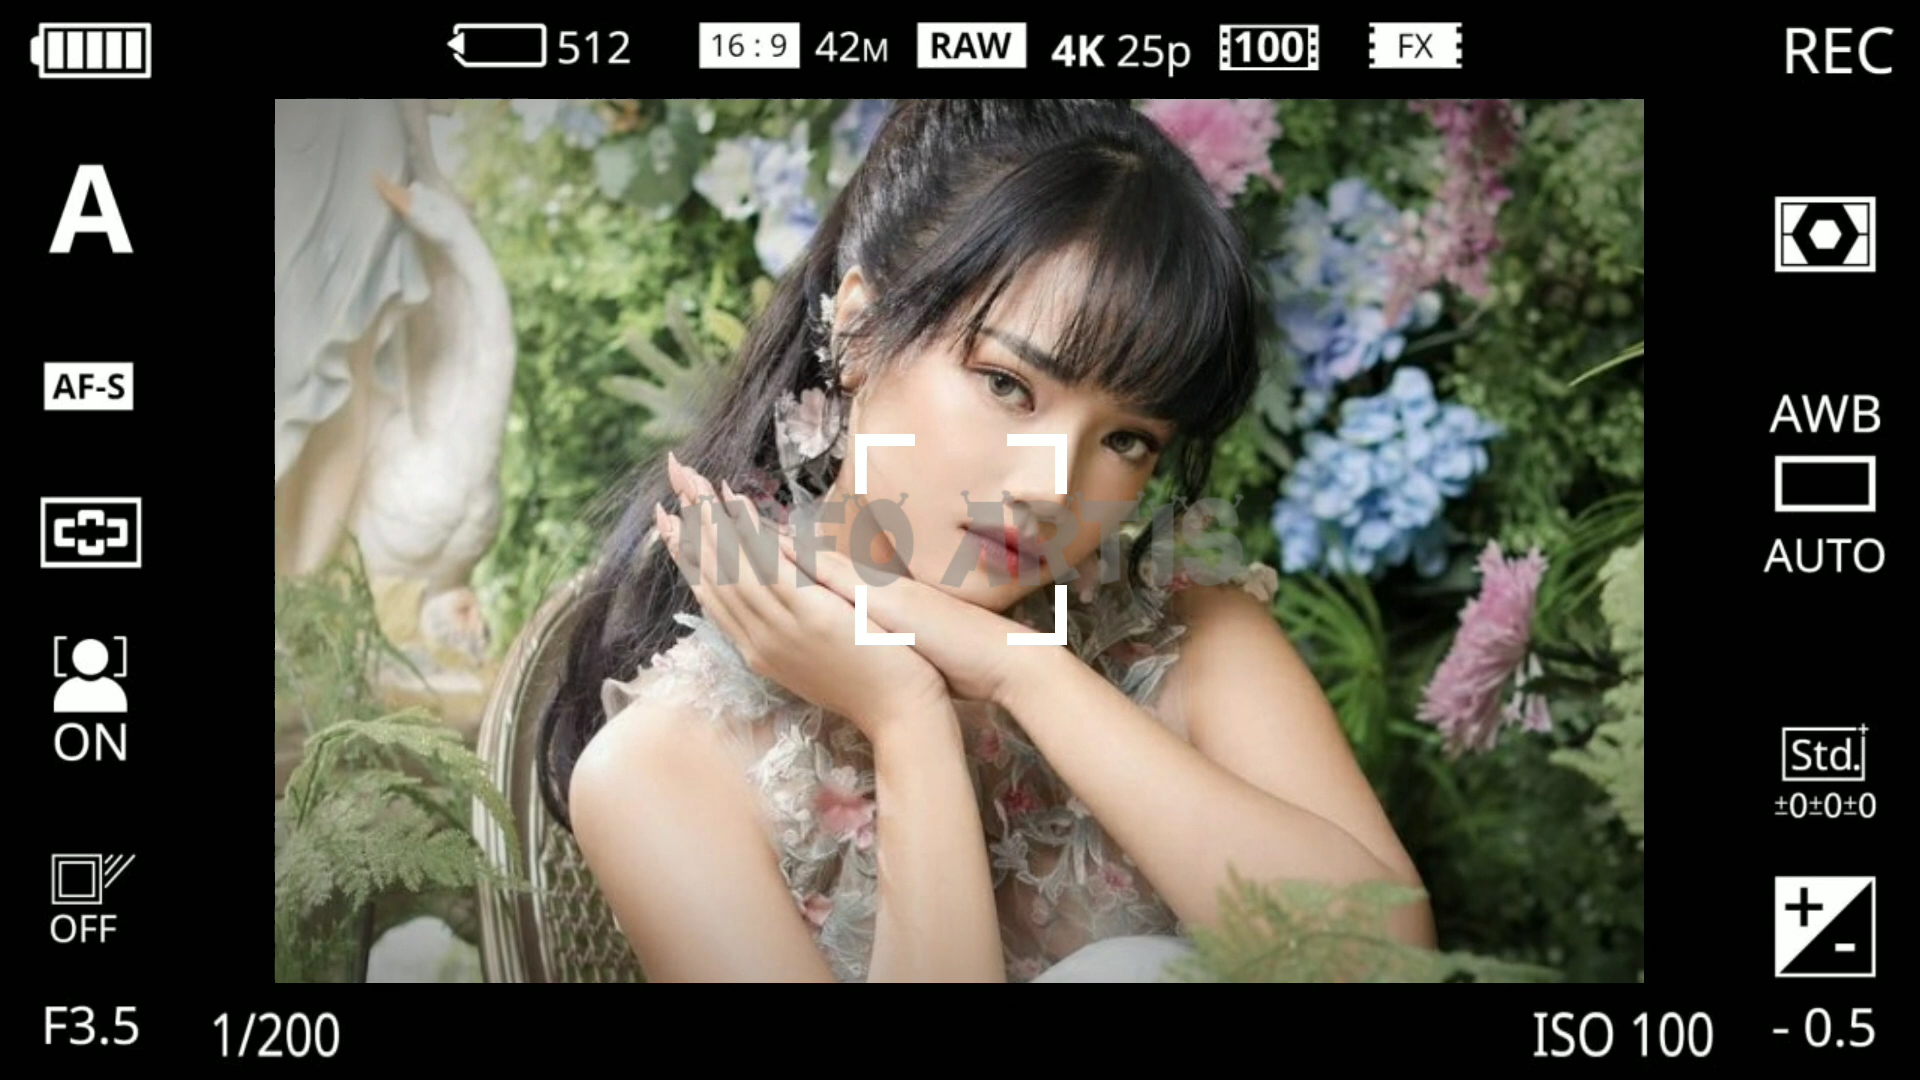 512 16:9 42M RAW 4K 25p 100 FX REC
A
AF-S
AWB
INFO ARTIS
AUTO
ON
Std.+
±0±0±0
OFF
+ -
F3.5 1/200 ISO 100 - 0.5